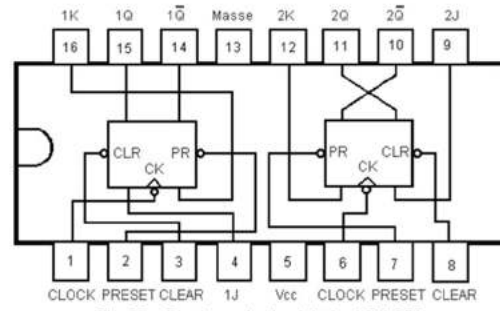 1K 1Q 1Q̅ Masse 2K 2Q 2Q̅ 2J
16 15 14 13 12 11 10 9
CLR PR PR CLR
CK CK
1 2 3 4 5 6 7 8
CLOCK PRESET CLEAR 1J Vcc CLOCK PRESET CLEAR